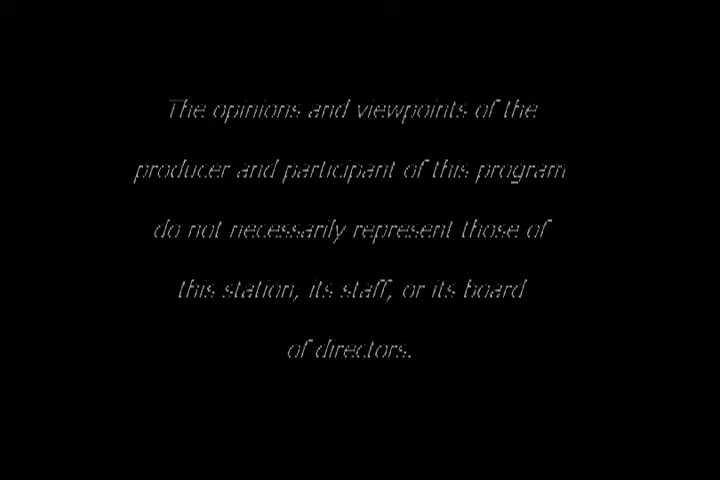 The opinions and viewpoints of the
producer and participant of this program
do not necessarily represent those of
this station, its staff, or its board
of directors.